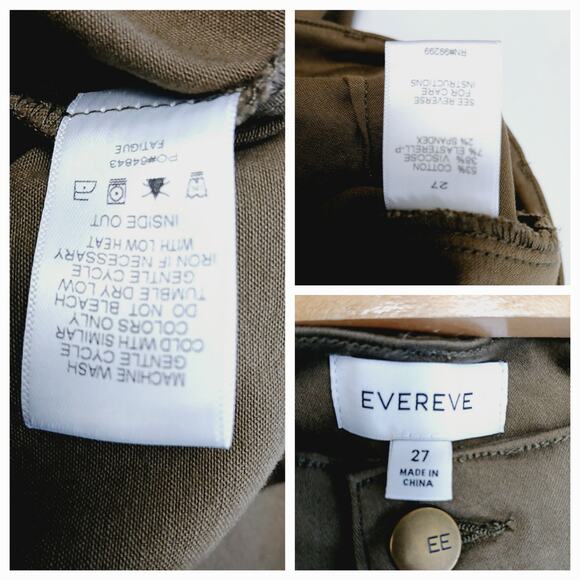 MACHINE WASH
GENTLE CYCLE
COLD WITH SIMILAR
COLORS ONLY
DO NOT BLEACH
TUMBLE DRY LOW
GENTLE CYCLE
IRON IF NECESSARY
WITH LOW HEAT
INSIDE OUT
PO#64843
FATIGUE
27
53% COTTON
38% VISCOSE
7% ELASTERELL-P
2% SPANDEX
SEE REVERSE
FOR CARE
INSTRUCTIONS
RN#99299
EVEREVE
27
MADE IN
CHINA
EE